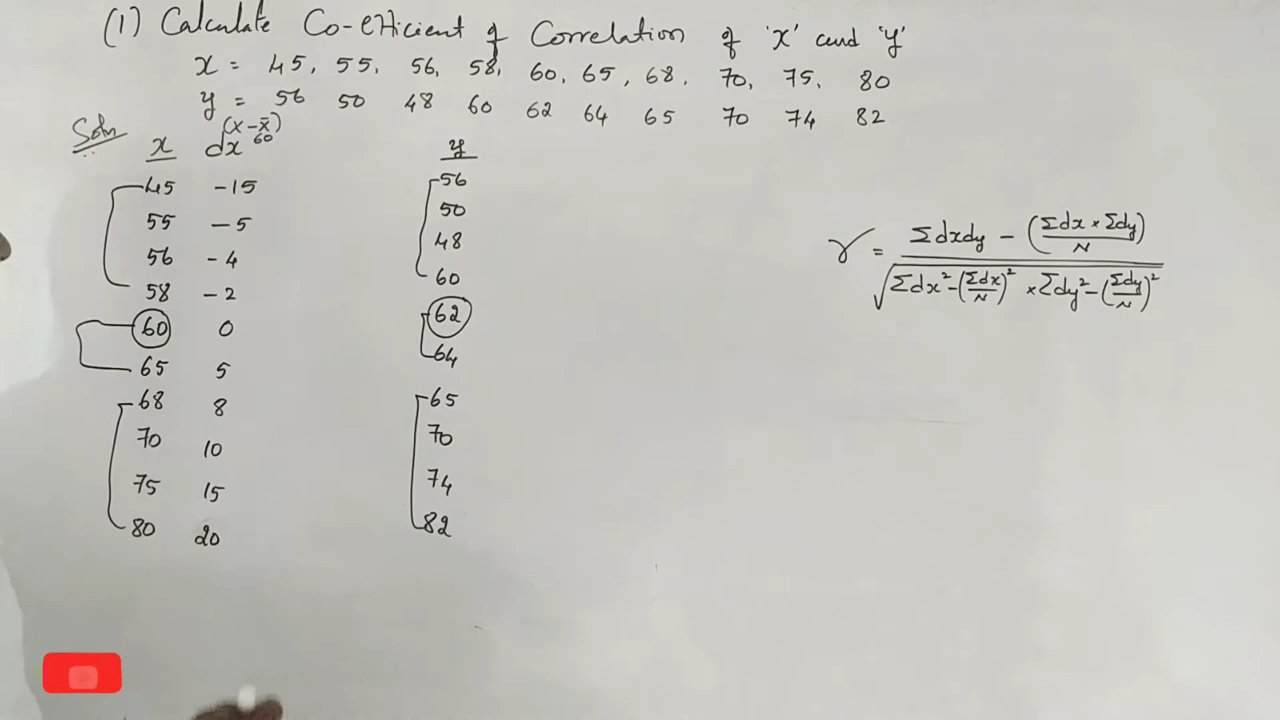 (1) Calculate Co-efficient of Correlation of 'x' and 'y'
x = 45, 55, 56, 58, 60, 65, 68, 70, 75, 80
y = 56 50 48 60 62 64 65 70 74 82
Soln
(x-x̄)
x dx 60 y
45 -15 56
55 -5 50
56 -4 48
58 -2 60
60 0 62
65 5 64
68 8 65
70 10 70
75 15 74
80 20 82
r = Σdxdy - (Σdx × Σdy / N) / √(Σdx² - (Σdx/N)² × Σdy² - (Σdy/N)²)